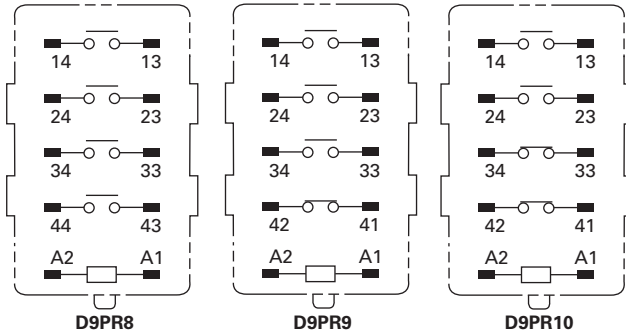 14 13 14 13 14 13
24 23 24 23 24 23
34 33 34 33 34 33
44 43 42 41 42 41
A2 A1 A2 A1 A2 A1
D9PR8 D9PR9 D9PR10